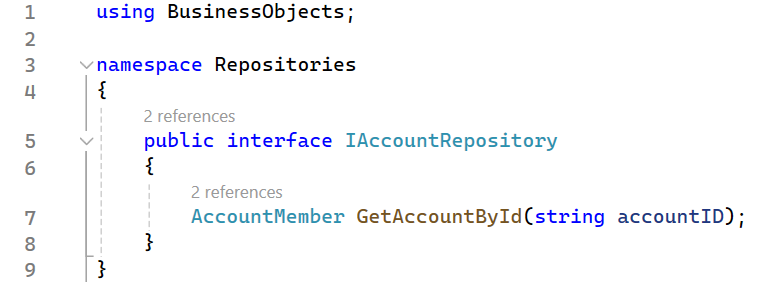 1 using BusinessObjects;
2
3 namespace Repositories
4 {
2 references
5 public interface IAccountRepository
6 {
2 references
7 AccountMember GetAccountById(string accountID);
8 }
9 }